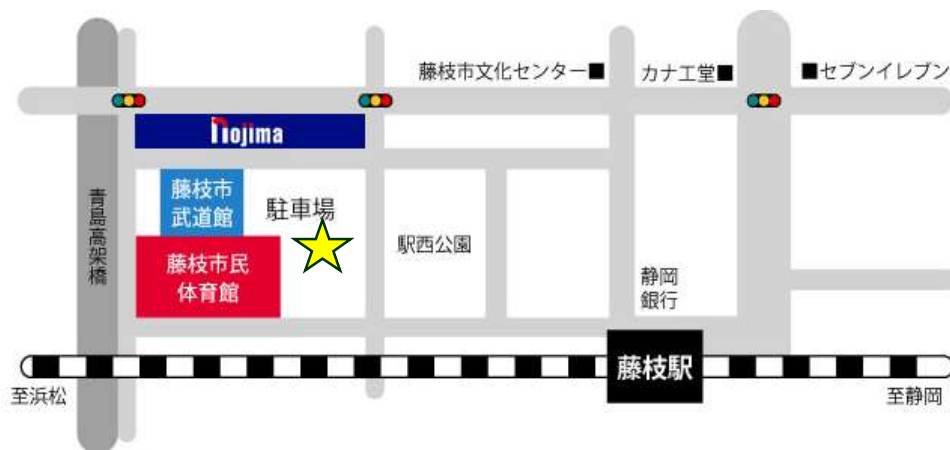 藤枝市文化センター■
カナ工堂■
■セブンイレブン
nojima
藤枝市
武道館
駐車場
青島高架橋
藤枝市民
体育館
駅西公園
静岡
銀行
藤枝駅
至浜松
至静岡